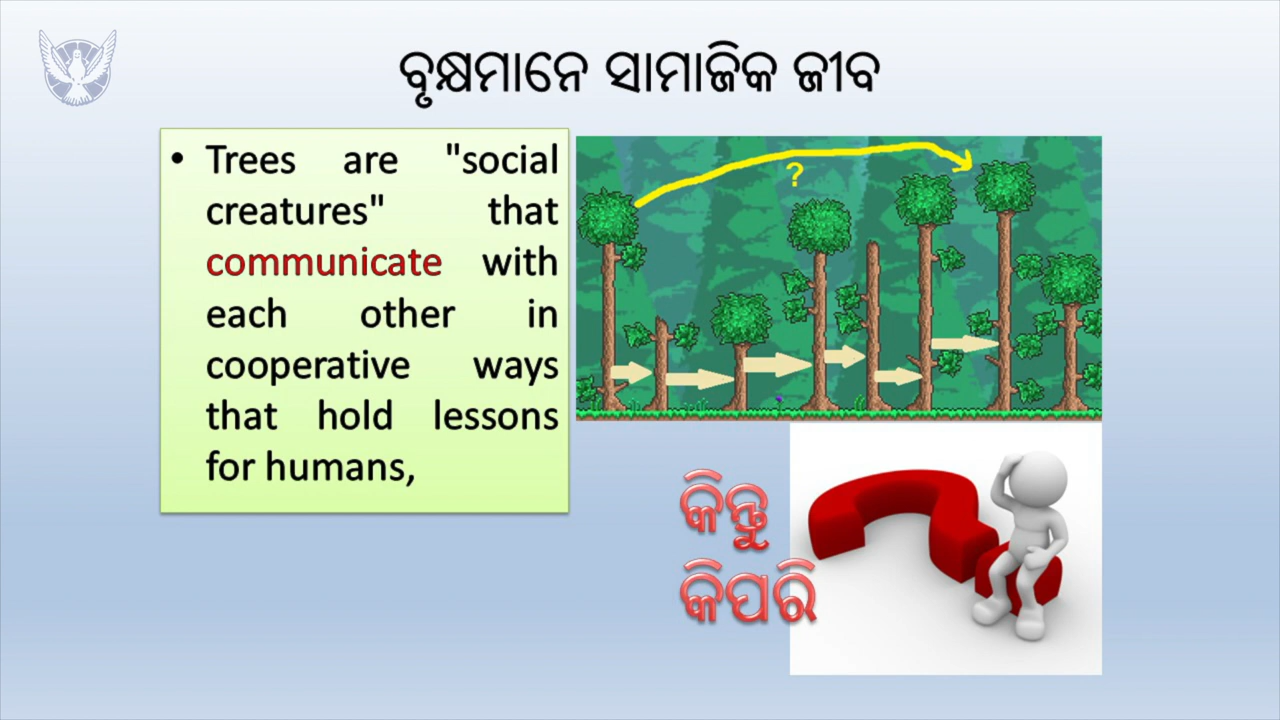 ବୃକ୍ଷମାନେ ସାମାଜିକ ଜୀବ
• Trees are "social
creatures" that
communicate with
each other in
cooperative ways
that hold lessons
for humans,
?
କିନ୍ତୁ
କିପରି